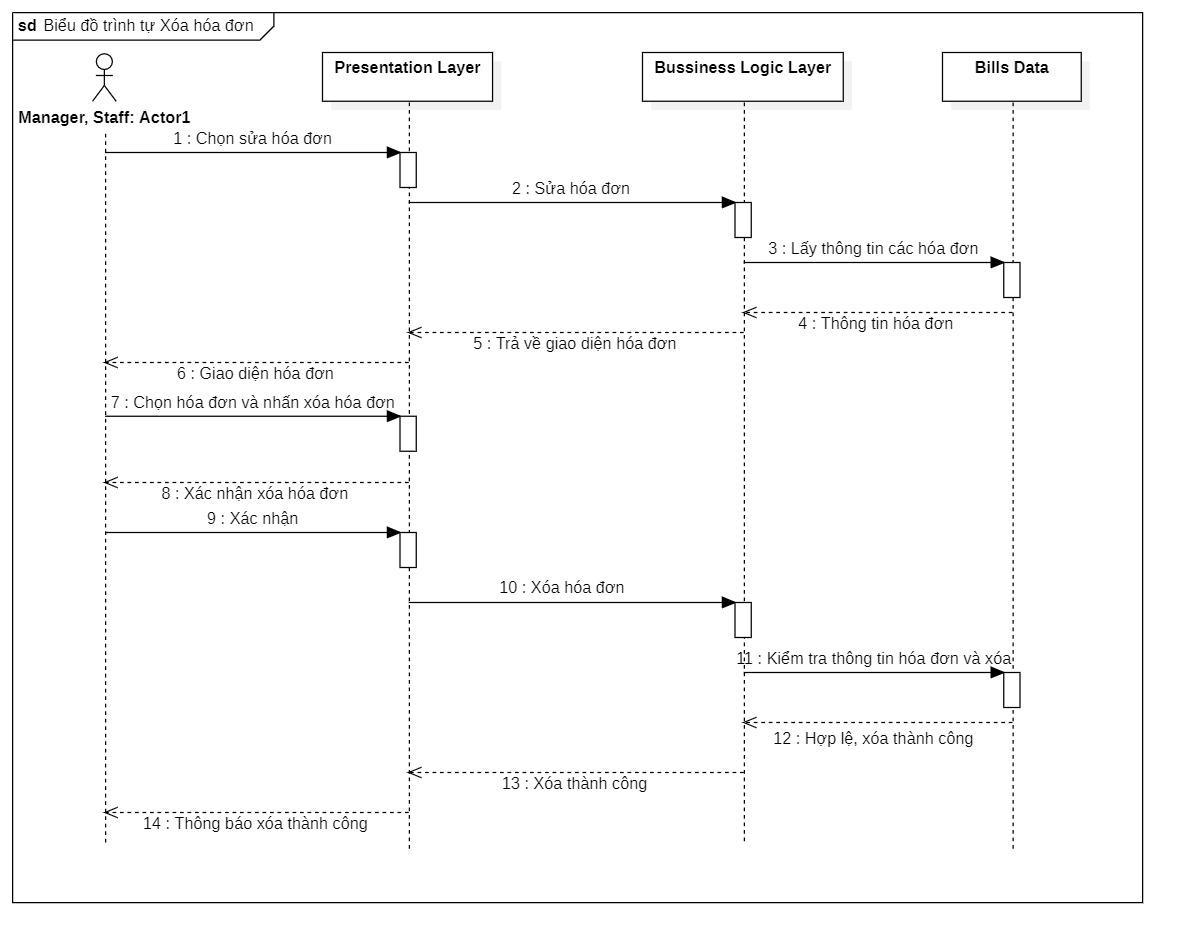 sd Biểu đồ trình tự Xóa hóa đơn
Presentation Layer
Bussiness Logic Layer
Bills Data
Manager, Staff: Actor1
1 : Chọn sửa hóa đơn
2 : Sửa hóa đơn
3 : Lấy thông tin các hóa đơn
4 : Thông tin hóa đơn
5 : Trả về giao diện hóa đơn
6 : Giao diện hóa đơn
7 : Chọn hóa đơn và nhấn xóa hóa đơn
8 : Xác nhận xóa hóa đơn
9 : Xác nhận
10 : Xóa hóa đơn
11 : Kiểm tra thông tin hóa đơn và xóa
12 : Hợp lệ, xóa thành công
13 : Xóa thành công
14 : Thông báo xóa thành công